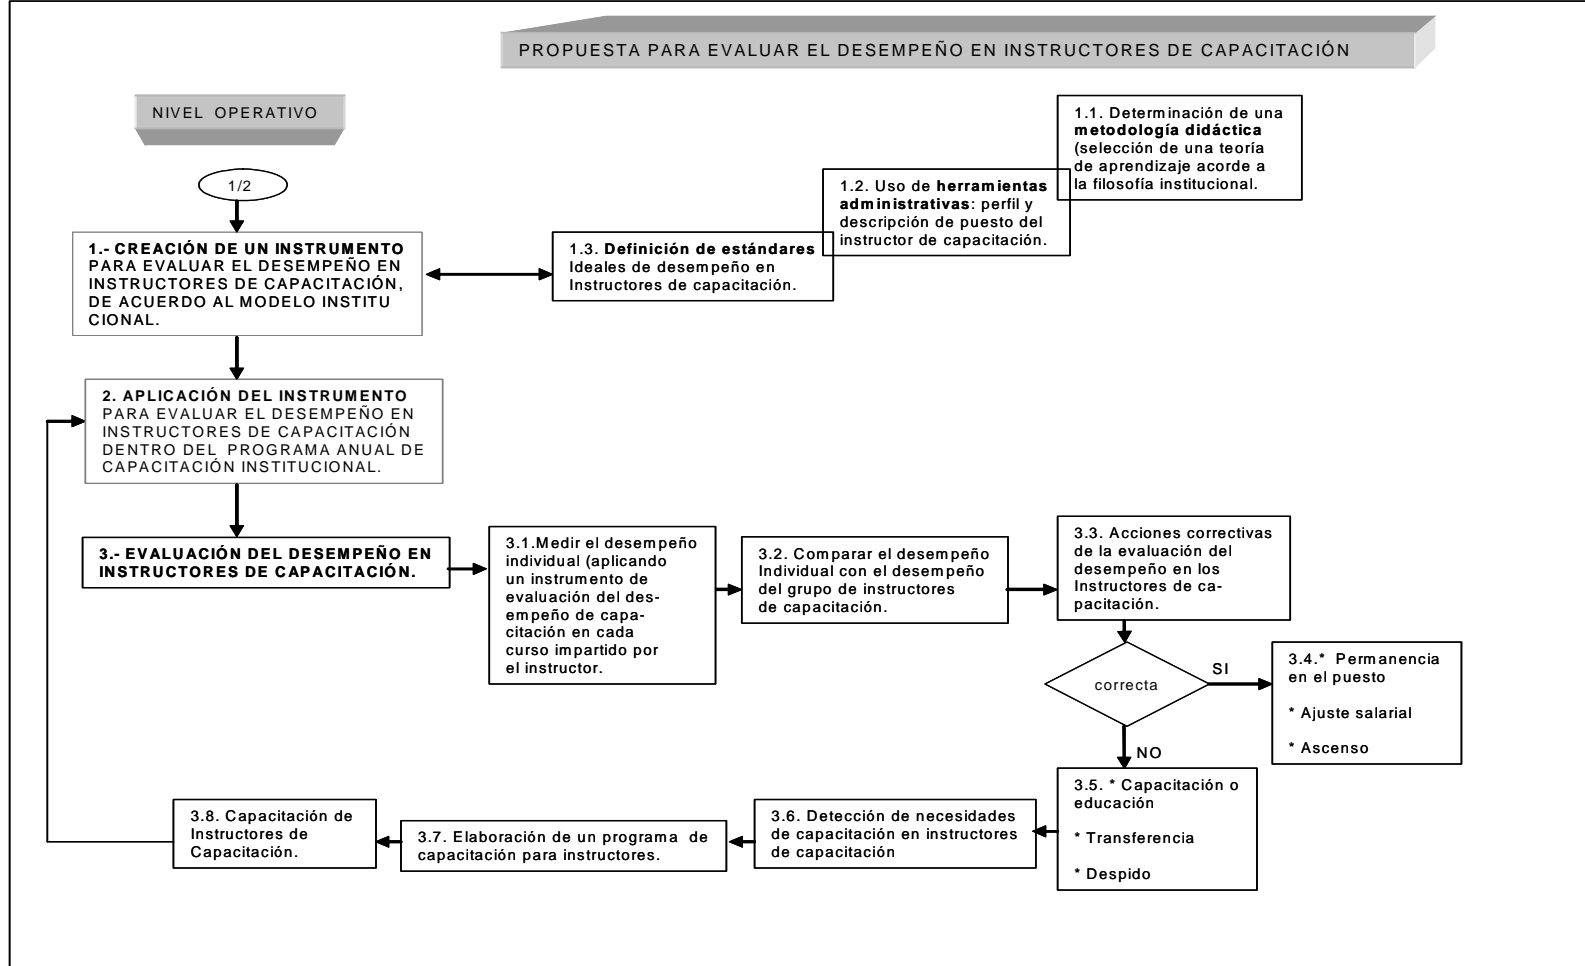 PROPUESTA PARA EVALUAR EL DESEMPEÑO EN INSTRUCTORES DE CAPACITACIÓN
NIVEL OPERATIVO
1/2
1.1. Determinación de una
metodología didáctica
(selección de una teoría
de aprendizaje acorde a
la filosofía institucional.
1.2. Uso de herramientas
administrativas: perfil y
descripción de puesto del
instructor de capacitación.
1.3. Definición de estándares
Ideales de desempeño en
Instructores de capacitación.
1.- CREACIÓN DE UN INSTRUMENTO
PARA EVALUAR EL DESEMPEÑO EN
INSTRUCTORES DE CAPACITACIÓN,
DE ACUERDO AL MODELO INSTITU
CIONAL.
2. APLICACIÓN DEL INSTRUMENTO
PARA EVALUAR EL DESEMPEÑO EN
INSTRUCTORES DE CAPACITACIÓN
DENTRO DEL PROGRAMA ANUAL DE
CAPACITACIÓN INSTITUCIONAL.
3.- EVALUACIÓN DEL DESEMPEÑO EN
INSTRUCTORES DE CAPACITACIÓN.
3.1.Medir el desempeño
individual (aplicando
un instrumento de
evaluación del des-
empeño de capa-
citación en cada
curso impartido por
el instructor.
3.2. Comparar el desempeño
Individual con el desempeño
del grupo de instructores
de capacitación.
3.3. Acciones correctivas
de la evaluación del
desempeño en los
Instructores de ca-
pacitación.
correcta
SI
3.4.* Permanencia
en el puesto
* Ajuste salarial
* Ascenso
NO
3.5. * Capacitación o
educación
* Transferencia
* Despido
3.6. Detección de necesidades
de capacitación en instructores
de capacitación
3.7. Elaboración de un programa de
capacitación para instructores.
3.8. Capacitación de
Instructores de
Capacitación.